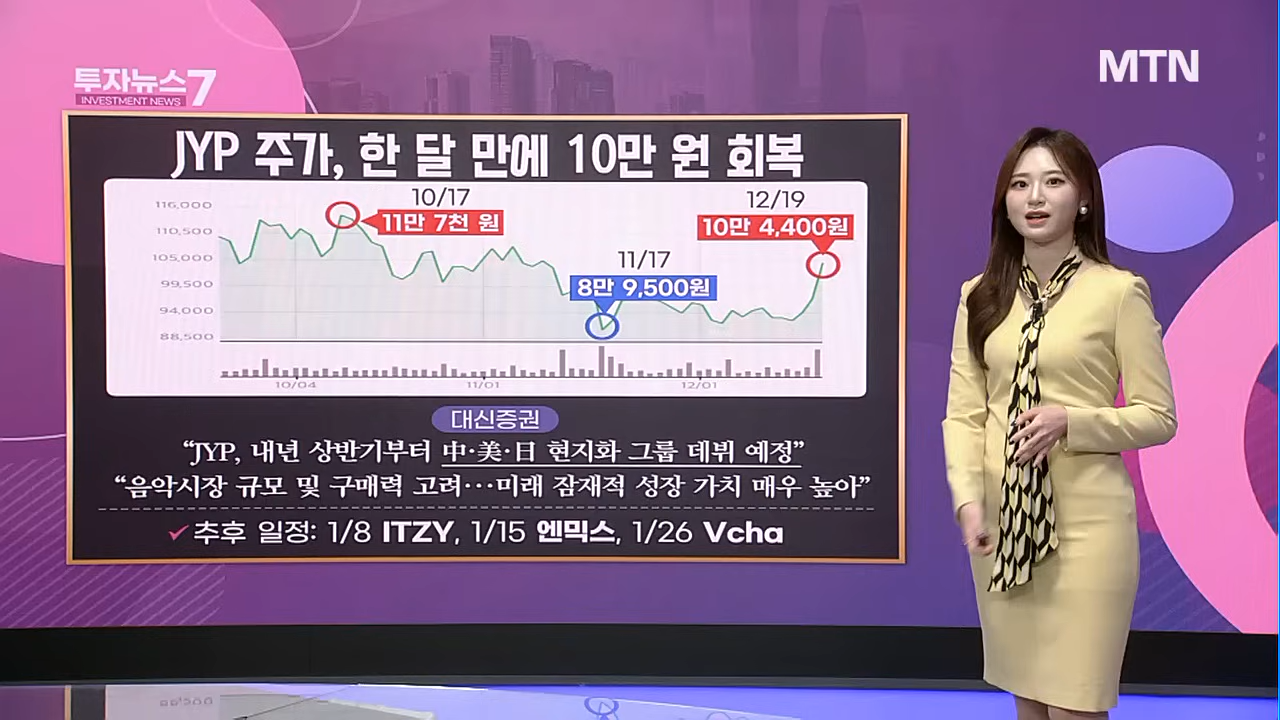 투자뉴스7
INVESTMENT NEWS
MTN
JYP 주가, 한 달 만에 10만 원 회복
10/17
11만 7천 원
11/17
8만 9,500원
12/19
10만 4,400원
116,000
110,500
105,000
99,500
94,000
88,500
10/04
11/01
12/01
대신증권
“JYP, 내년 상반기부터 中·美·日 현지화 그룹 데뷔 예정”
“음악시장 규모 및 구매력 고려···미래 잠재적 성장 가치 매우 높아”
✓추후 일정: 1/8 ITZY, 1/15 엔믹스, 1/26 Vcha